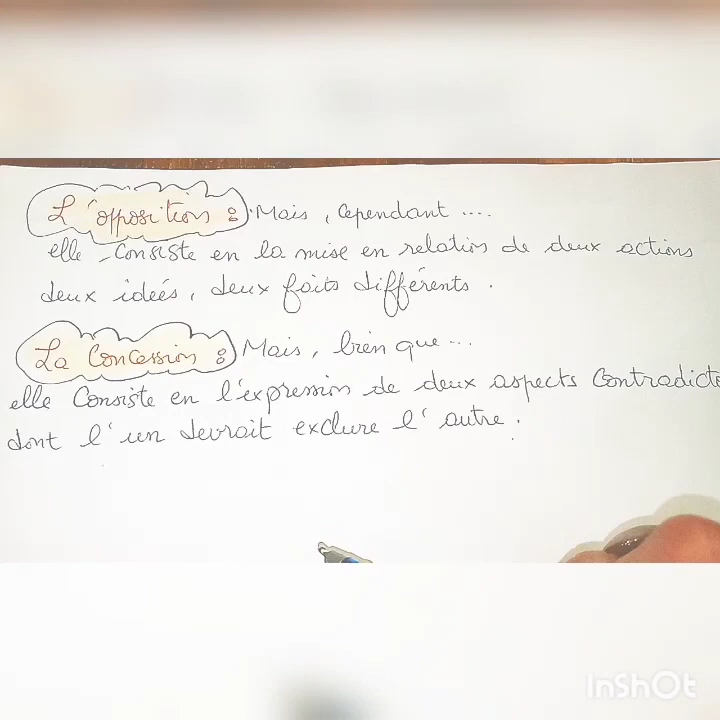 L'opposition : Mais, cependant ....
elle consiste en la mise en relation de deux actions
deux idées, deux faits différents.
La Concession : Mais, bien que ...
elle Consiste en l'expression de deux aspects Contradicto
dont l'un devrait exclure l'autre.
InShOt